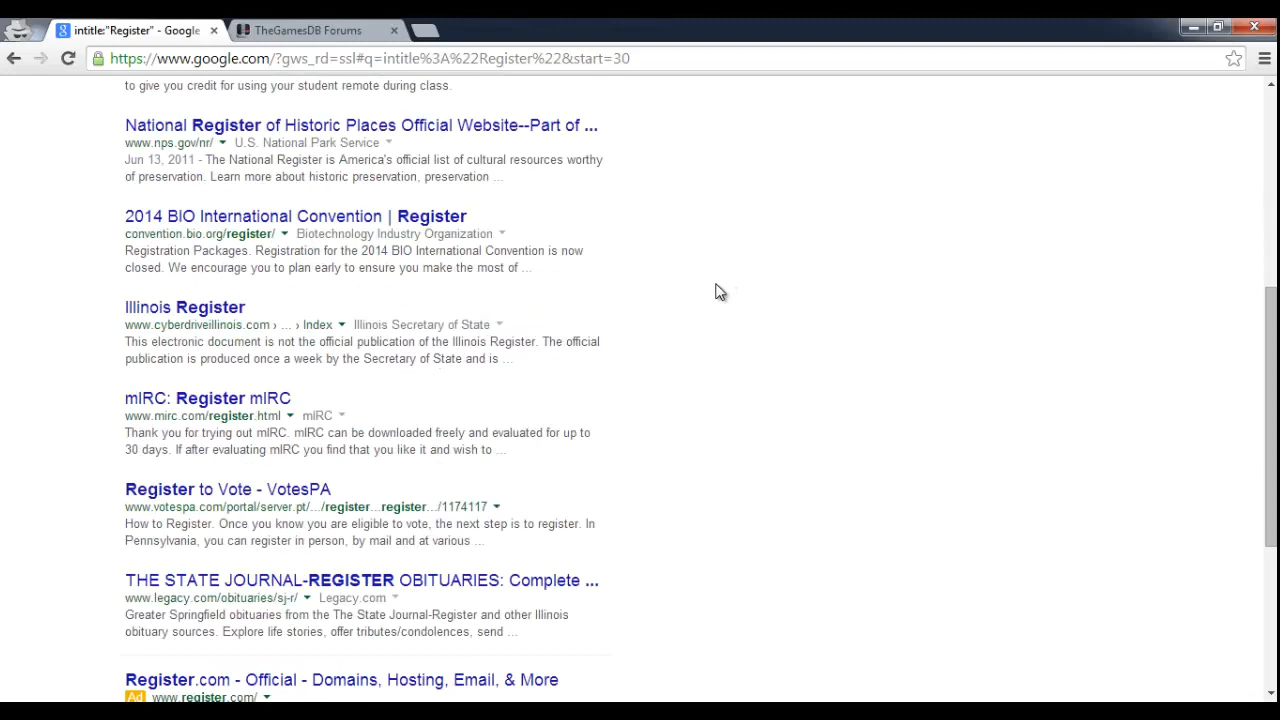 intitle:"Register" - Google
TheGamesDB Forums
https://www.google.com/?gws_rd=ssl#q=intitle%3A%22Register%22&start=30
to give you credit for using your student remote during class.
National Register of Historic Places Official Website--Part of ...
www.nps.gov/nr/ U.S. National Park Service
Jun 13, 2011 - The National Register is America's official list of cultural resources worthy
of preservation. Learn more about historic preservation, preservation ...
2014 BIO International Convention | Register
convention.bio.org/register/ Biotechnology Industry Organization
Registration Packages. Registration for the 2014 BIO International Convention is now
closed. We encourage you to plan early to ensure you make the most of ...
Illinois Register
www.cyberdriveillinois.com › ... › Index Illinois Secretary of State
This electronic document is not the official publication of the Illinois Register. The official
publication is produced once a week by the Secretary of State and is ...
mIRC: Register mIRC
www.mirc.com/register.html mIRC
Thank you for trying out mIRC. mIRC can be downloaded freely and evaluated for up to
30 days. If after evaluating mIRC you find that you like it and wish to ...
Register to Vote - VotesPA
www.votespa.com/portal/server.pt/.../register...register.../1174117
How to Register. Once you know you are eligible to vote, the next step is to register. In
Pennsylvania, you can register in person, by mail and at various ...
THE STATE JOURNAL-REGISTER OBITUARIES: Complete ...
www.legacy.com/obituaries/sj-r/ Legacy.com
Greater Springfield obituaries from the The State Journal-Register and other Illinois
obituary sources. Explore life stories, offer tributes/condolences, send ...
Register.com - Official - Domains, Hosting, Email, & More
Ad www.register.com/